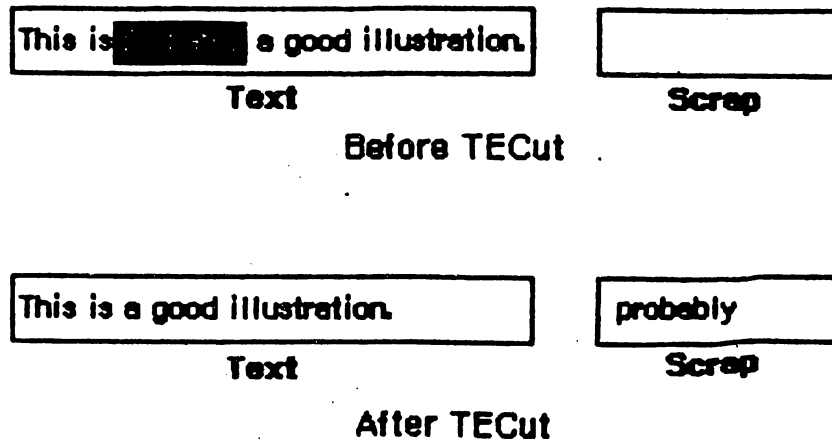 This is a good illustration.
Text Scrap
Before TECut
This is a good illustration. probably
Text Scrap
After TECut